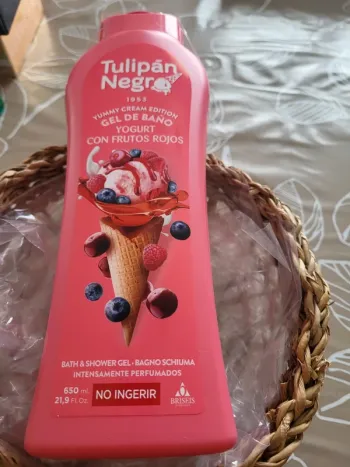 Tulipán
Negro
1853
YUMMY CREAM EDITION
GEL DE BAÑO
YOGURT
CON FRUTOS ROJOS
BATH & SHOWER GEL · BAGNO SCHIUMA
INTENSAMENTE PERFUMADOS
650 ml.
21,9 Fl. Oz.
NO INGERIR
BRISEIS